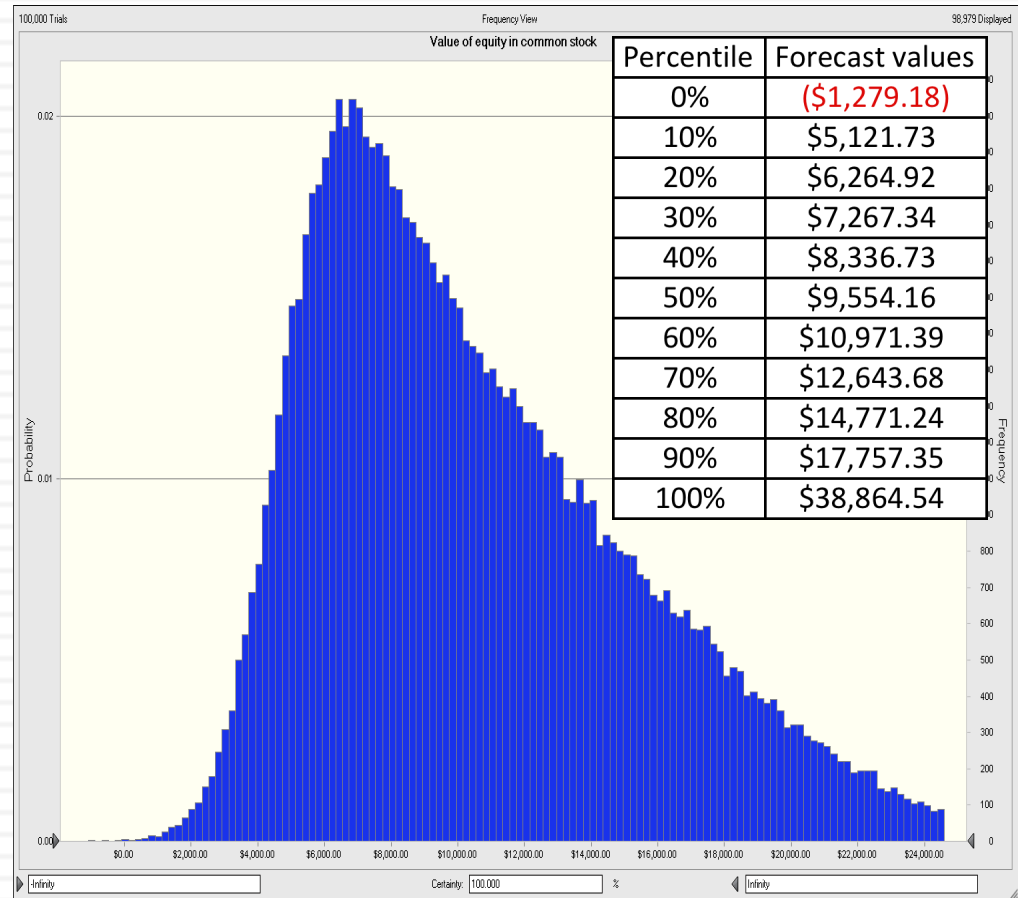 100,000 Trials
Frequency View
98,979 Displayed
Value of equity in common stock
Percentile Forecast values
0% ($1,279.18)
10% $5,121.73
20% $6,264.92
30% $7,267.34
40% $8,336.73
50% $9,554.16
60% $10,971.39
70% $12,643.68
80% $14,771.24
90% $17,757.35
100% $38,864.54
0.02
0.01
0.00
Probability
Frequency
800
700
600
500
400
300
200
100
0
$0.00 $2,000.00 $4,000.00 $6,000.00 $8,000.00 $10,000.00 $12,000.00 $14,000.00 $16,000.00 $18,000.00 $20,000.00 $22,000.00 $24,000.00
-Infinity
Certainty: 100.000 %
Infinity